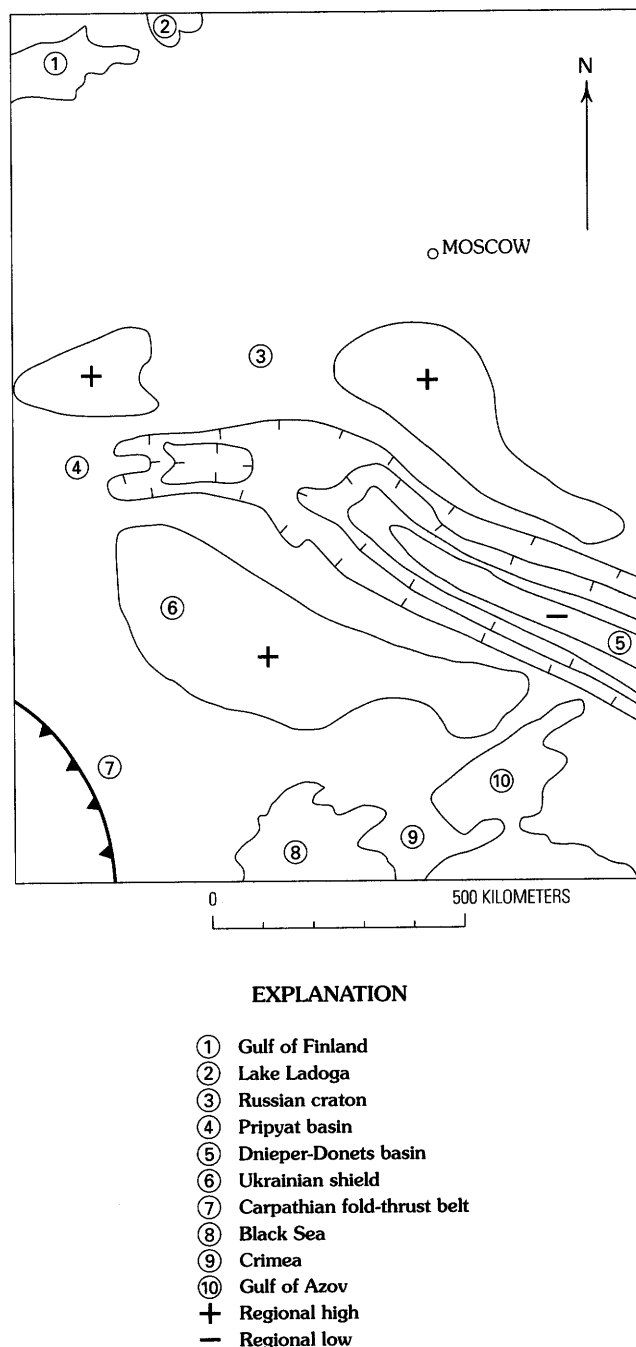 ②
①
N
MOSCOW
③
+
+
④
⑥
−
⑤
+
⑦
⑩
⑨
⑧
0 500 KILOMETERS
EXPLANATION
① Gulf of Finland
② Lake Ladoga
③ Russian craton
④ Pripyat basin
⑤ Dnieper-Donets basin
⑥ Ukrainian shield
⑦ Carpathian fold-thrust belt
⑧ Black Sea
⑨ Crimea
⑩ Gulf of Azov
+ Regional high
− Regional low